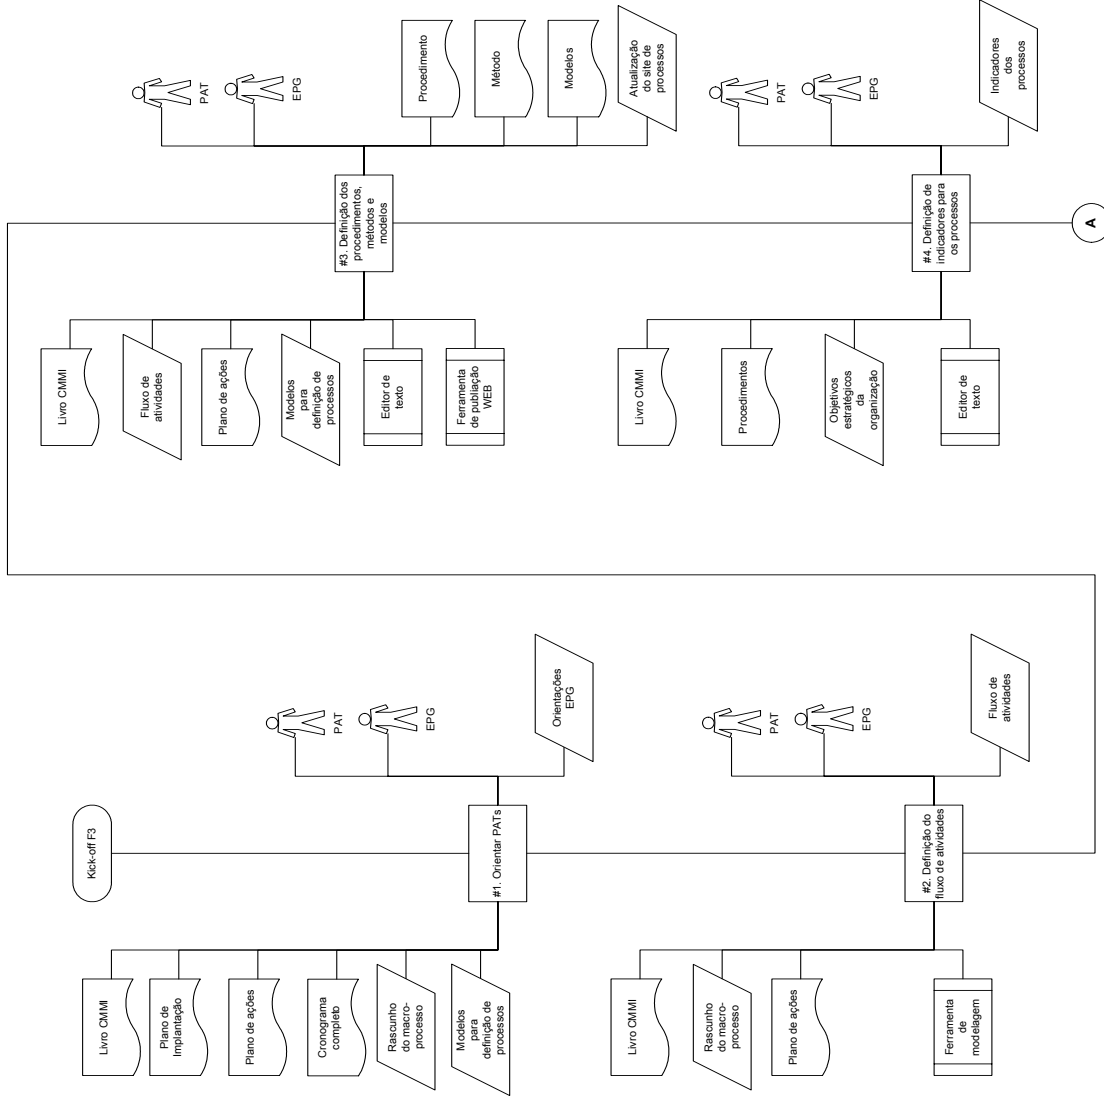 Kick-off F3
Livro CMMI
Plano de
Implantação
Plano de ações
Cronograma
completo
Rascunho
do macro-
processo
Modelos
para
definição de
processos
#1. Orientar PATs
PAT
EPG
Orientações
EPG
Livro CMMI
Rascunho
do macro-
processo
Plano de ações
Ferramenta
de
modelagem
#2. Definição do
fluxo de atividades
PAT
EPG
Fluxo de
atividades
Livro CMMI
Fluxo de
atividades
Plano de ações
Modelos
para
definição de
processos
Editor de
texto
Ferramenta
de publiação
WEB
#3. Definição dos
procedimentos,
métodos e
modelos
PAT
EPG
Procedimento
Método
Modelos
Atualização
do site de
processos
Livro CMMI
Procedimentos
Objetivos
estratégicos
da
organização
Editor de
texto
#4. Definição de
indicadores para
os processos
PAT
EPG
Indicadores
dos
processos
A